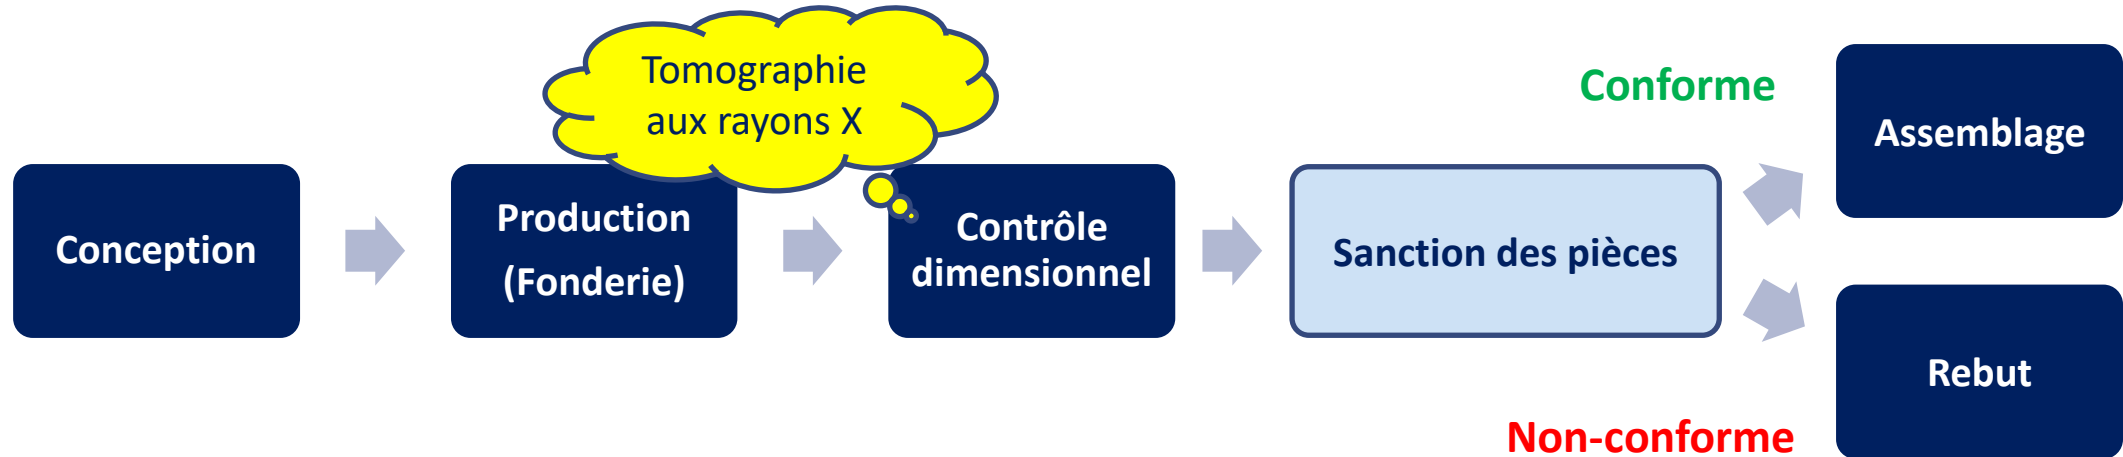 Tomographie
aux rayons X
Conception
Production
(Fonderie)
Contrôle
dimensionnel
Sanction des pièces
Conforme
Assemblage
Non-conforme
Rebut